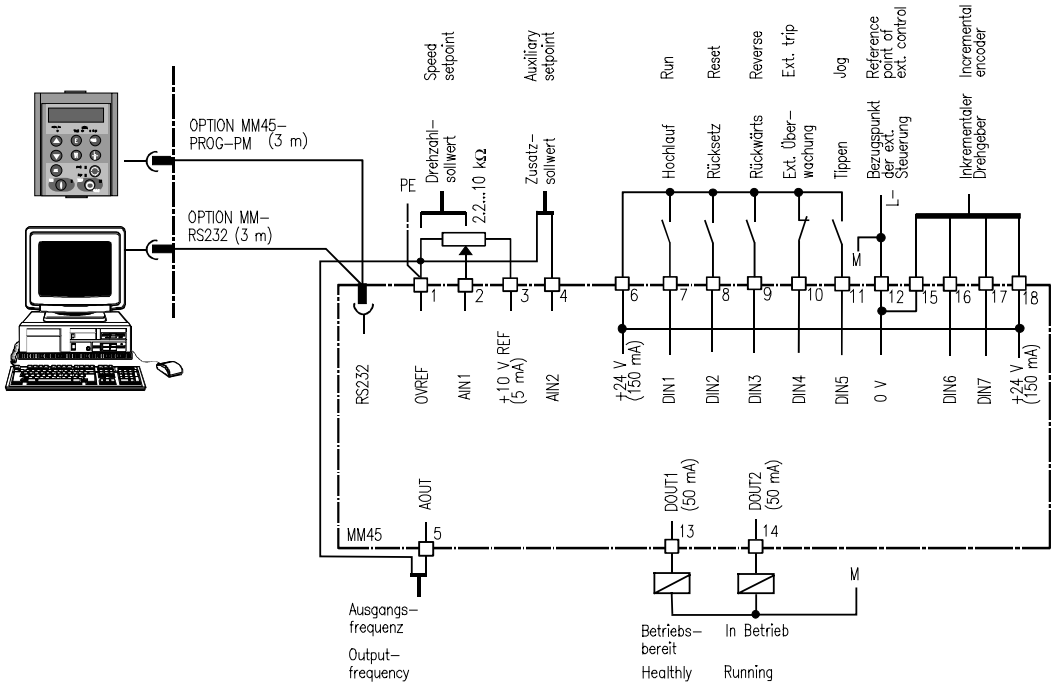 Speed
setpoint
Auxiliary
setpoint
Run
Reset
Reverse
Ext. trip
Jog
Reference
point of
ext. control
Incremental
encoder
OPTION MM45-
PROG-PM (3 m)
OPTION MM-
RS232 (3 m)
PE
Drehzahl-
sollwert
2.2...10 kΩ
Zusatz-
sollwert
Hochlauf
Rücksetz
Rückwärts
Ext. Über-
wachung
Tippen
Bezugspunkt
der ext.
Steuerung
L-
Inkrementaler
Drehgeber
M
1
2
3
4
6
7
8
9
10
11
12
15
16
17
18
RS232
OVREF
AIN1
+10 V REF
(5 mA)
AIN2
+24 V
(150 mA)
DIN1
DIN2
DIN3
DIN4
DIN5
0 V
DIN6
DIN7
+24 V
(150 mA)
AOUT
DOUT1
(50 mA)
DOUT2
(50 mA)
MM45
5
13
14
M
Ausgangs-
frequenz
Output-
frequency
Betriebs-
bereit
Healthly
In Betrieb
Running